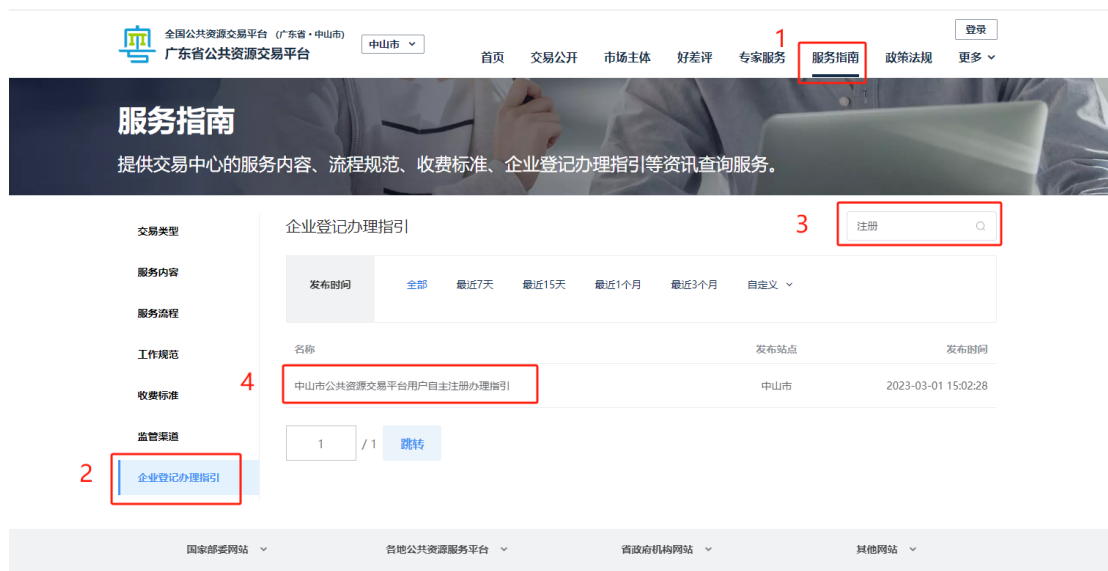 全国公共资源交易平台 (广东省・中山市)
广东省公共资源交易平台
中山市
登录
1
首页 交易公开 市场主体 好差评 专家服务 服务指南 政策法规 更多
服务指南
提供交易中心的服务内容、流程规范、收费标准、企业登记办理指引等资讯查询服务。
交易类型
服务内容
服务流程
工作规范
收费标准
监管渠道
2
企业登记办理指引
企业登记办理指引
3
注册
发布时间 全部 最近7天 最近15天 最近1个月 最近3个月 自定义
名称 发布站点 发布时间
4
中山市公共资源交易平台用户自主注册办理指引 中山市 2023-03-01 15:02:28
1 / 1 跳转
国家部委网站 各地公共资源服务平台 省政府机构网站 其他网站